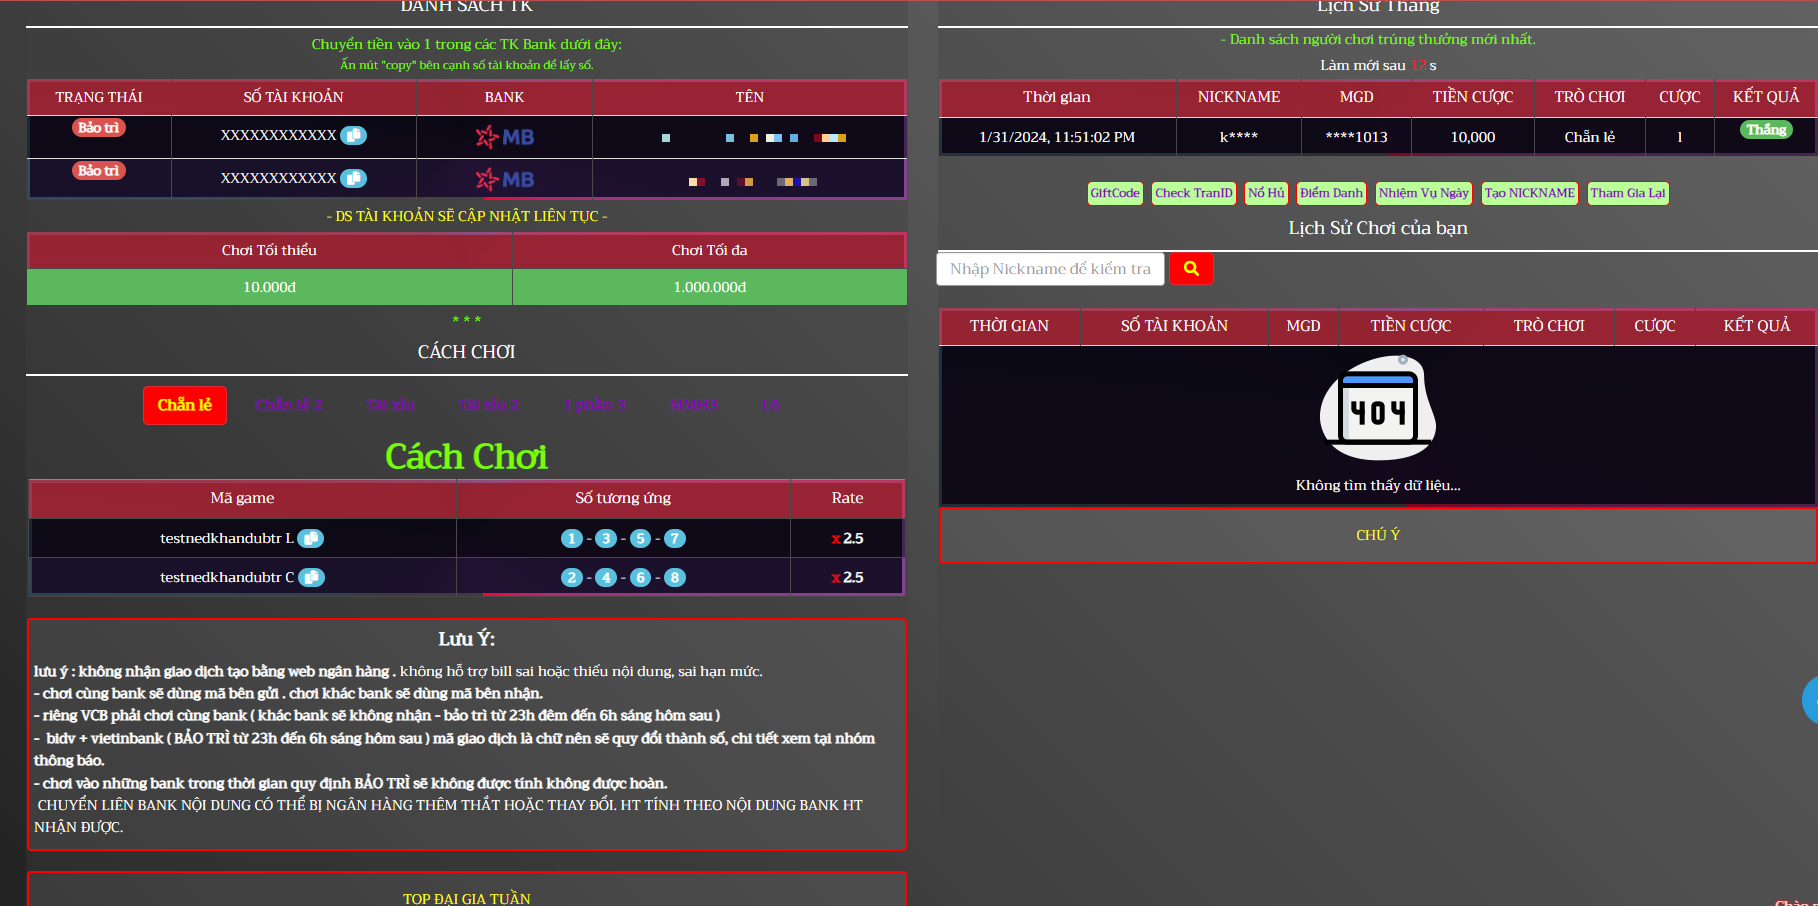 DANH SÁCH TK
Chuyển tiền vào 1 trong các TK Bank dưới đây:
Ấn nút "copy" bên cạnh số tài khoản để lấy số.
TRẠNG THÁI SỐ TÀI KHOẢN BANK TÊN
Bảo trì XXXXXXXXXXXX MB
Bảo trì XXXXXXXXXXXX MB
- DS TÀI KHOẢN SẼ CẬP NHẬT LIÊN TỤC -
Chơi Tối thiểu Chơi Tối đa
10.000đ 1.000.000đ
* * *
CÁCH CHƠI
Chẵn lẻ Chẵn lẻ 2 Tài xỉu Tài xỉu 2 1 phần 3
Cách Chơi
Mã game Số tương ứng Rate
testnedkhandubtr L 1 - 3 - 5 - 7 x 2.5
testnedkhandubtr C 2 - 4 - 6 - 8 x 2.5
Lưu Ý:
lưu ý : không nhận giao dịch tạo bằng web ngân hàng . không hỗ trợ bill sai hoặc thiếu nội dung, sai hạn mức.
- chơi cùng bank sẽ dùng mã bên gửi . chơi khác bank sẽ dùng mã bên nhận.
- riêng VCB phải chơi cùng bank ( khác bank sẽ không nhận - bảo trì từ 23h đêm đến 6h sáng hôm sau )
- bidv + vietinbank ( BẢO TRÌ từ 23h đến 6h sáng hôm sau ) mã giao dịch là chữ nên sẽ quy đổi thành số, chi tiết xem tại nhóm
thông báo.
- chơi vào những bank trong thời gian quy định BẢO TRÌ sẽ không được tính không được hoàn.
CHUYỂN LIÊN BANK NỘI DUNG CÓ THỂ BỊ NGÂN HÀNG THÊM THẮT HOẶC THAY ĐỔI. HT TÍNH THEO NỘI DUNG BANK HT
NHẬN ĐƯỢC.
TOP ĐẠI GIA TUẦN
Lịch Sử Thắng
- Danh sách người chơi trúng thưởng mới nhất.
Làm mới sau 12 s
Thời gian NICKNAME MGD TIỀN CƯỢC TRÒ CHƠI CƯỢC KẾT QUẢ
1/31/2024, 11:51:02 PM k**** ****1013 10,000 Chẵn lẻ l Thắng
GiftCode Check TranID Nổ Hủ Điểm Danh Nhiệm Vụ Ngày Tạo NICKNAME Tham Gia Lại
Lịch Sử Chơi của bạn
Nhập Nickname để kiểm tra
THỜI GIAN SỐ TÀI KHOẢN MGD TIỀN CƯỢC TRÒ CHƠI CƯỢC KẾT QUẢ
404
Không tìm thấy dữ liệu...
CHÚ Ý